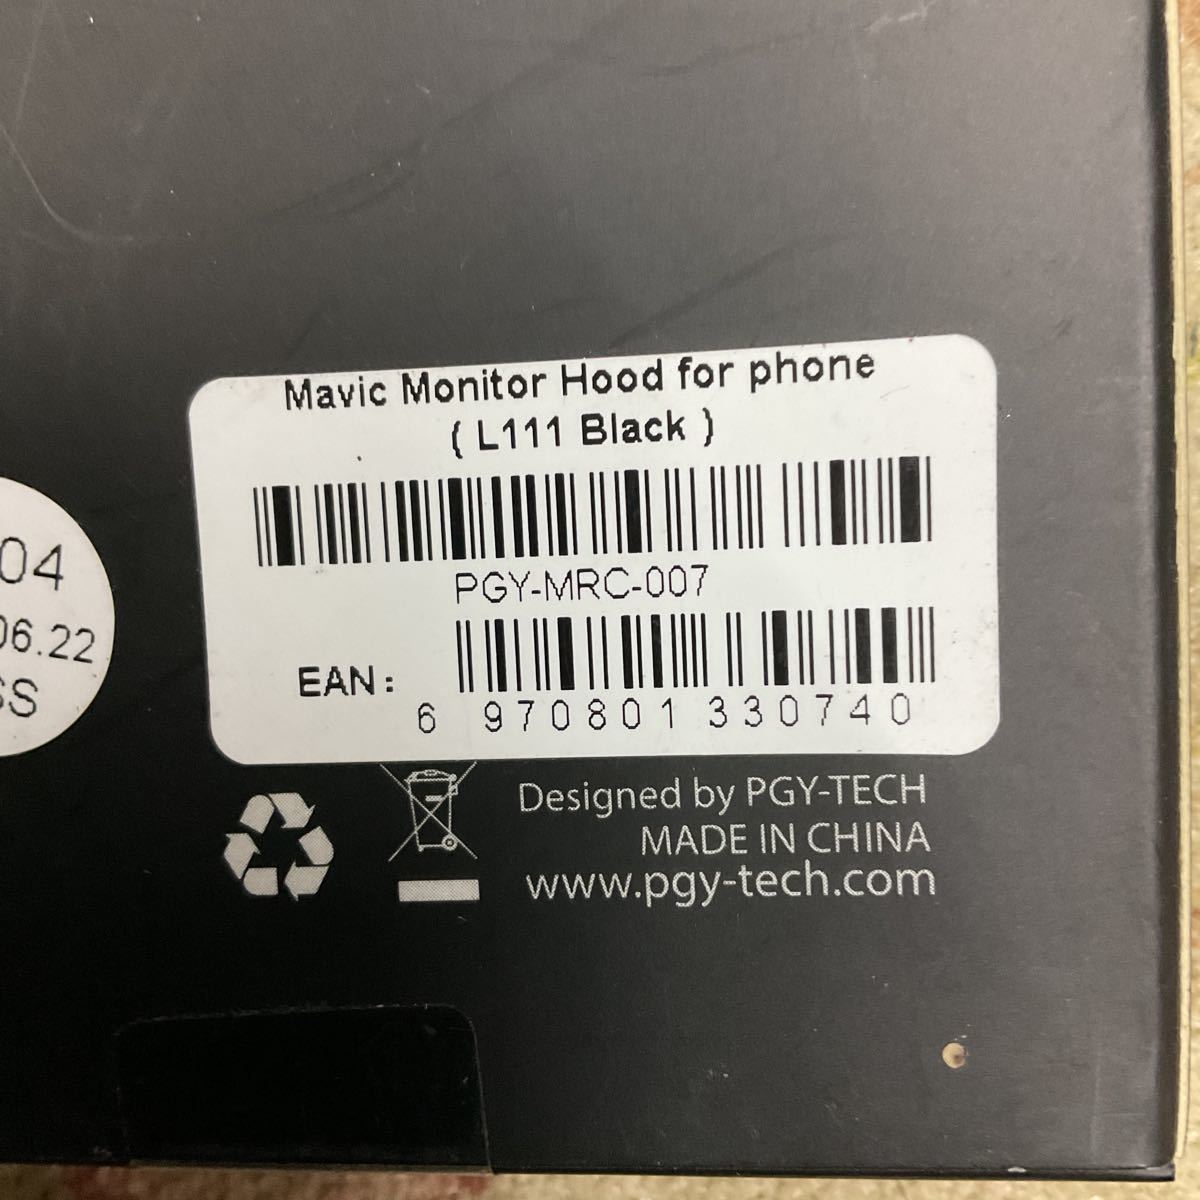 Mavic Monitor Hood for phone
( L111 Black )
PGY-MRC-007
EAN:
6 970801 330740
04
06.22
SS
Designed by PGY-TECH
MADE IN CHINA
www.pgy-tech.com